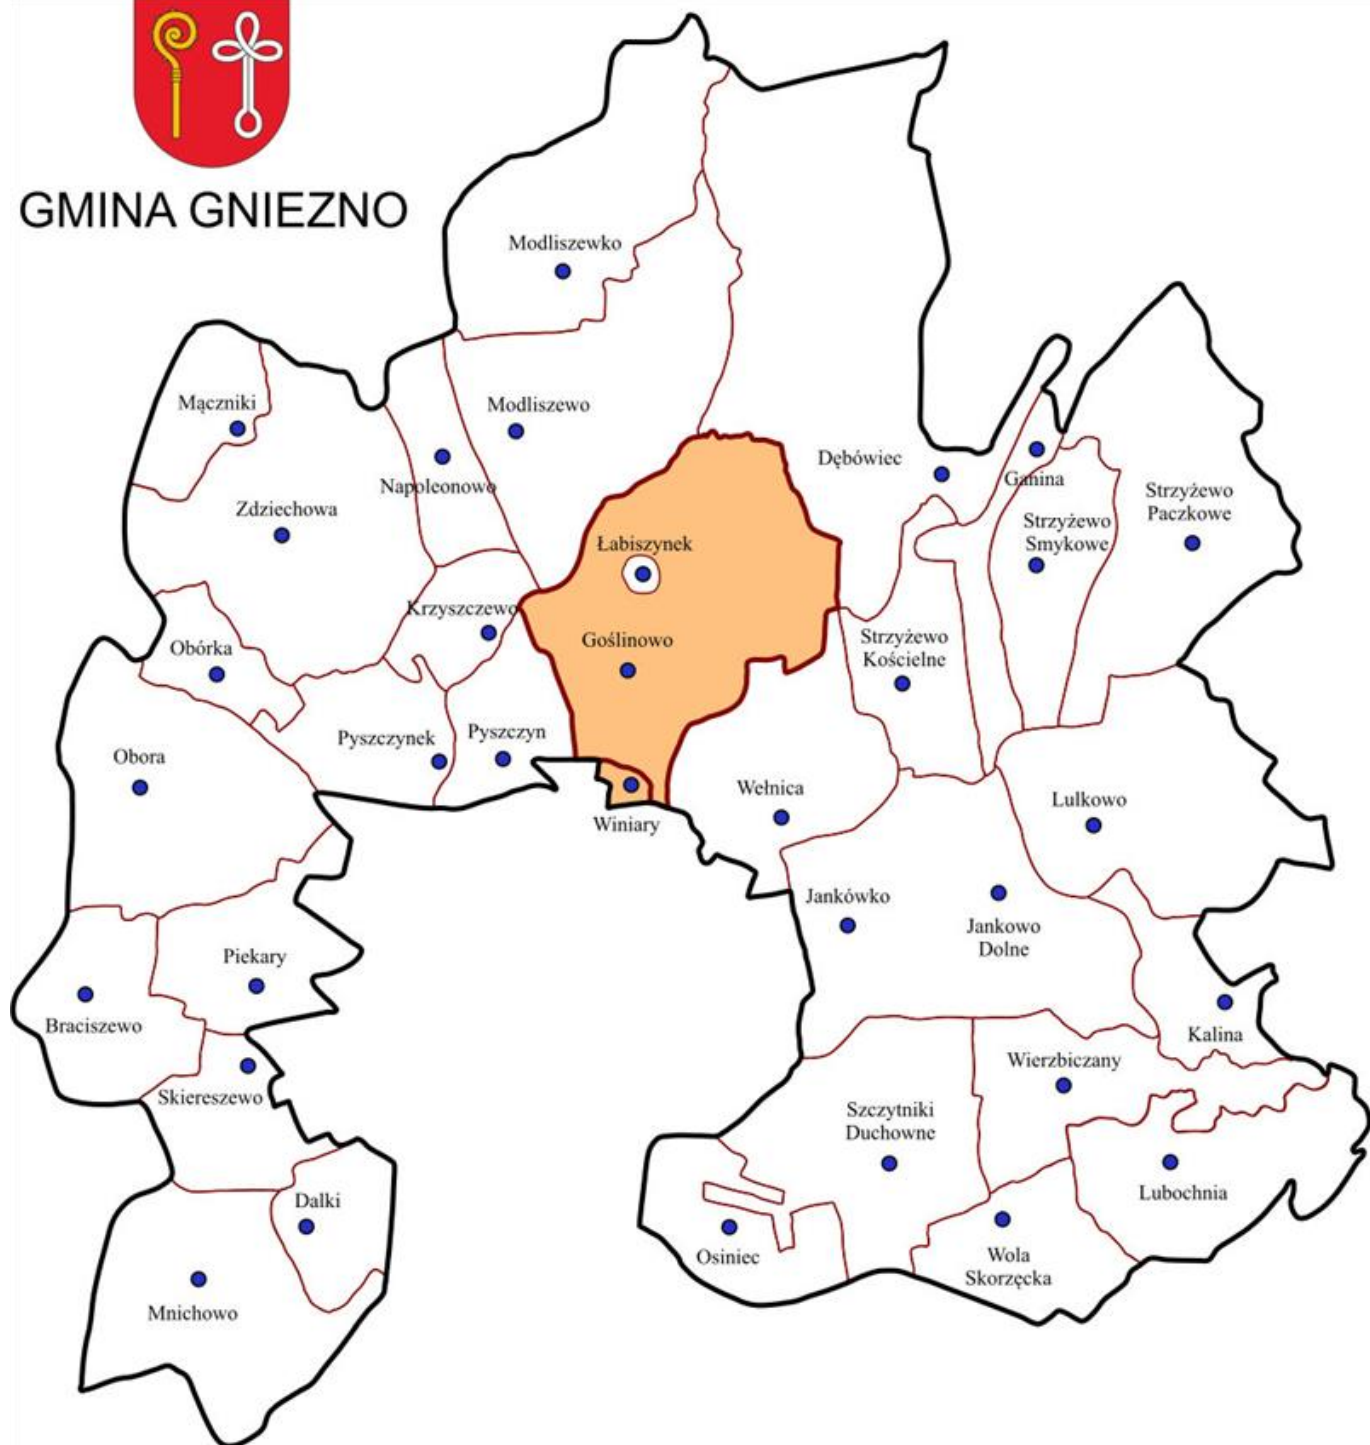 GMINA GNIEZNO
Modliszewko
Mączniki
Modliszewo
Dębówiec
Napoleonowo
Ganina
Zdziechowa
Strzyżewo
Paczkowe
Strzyżewo
Smykowe
Łabiszynek
Krzyszczewo
Goślinowo
Obórka
Strzyżewo
Kościelne
Pyszczynek
Pyszczyn
Obora
Wełnica
Lulkowo
Winiary
Jankówko
Jankowo
Dolne
Piekary
Braciszewo
Kalina
Wierzbiczany
Skiereszewo
Szczytniki
Duchowne
Dalki
Lubochnia
Osiniec
Wola
Skorzęcka
Mnichowo